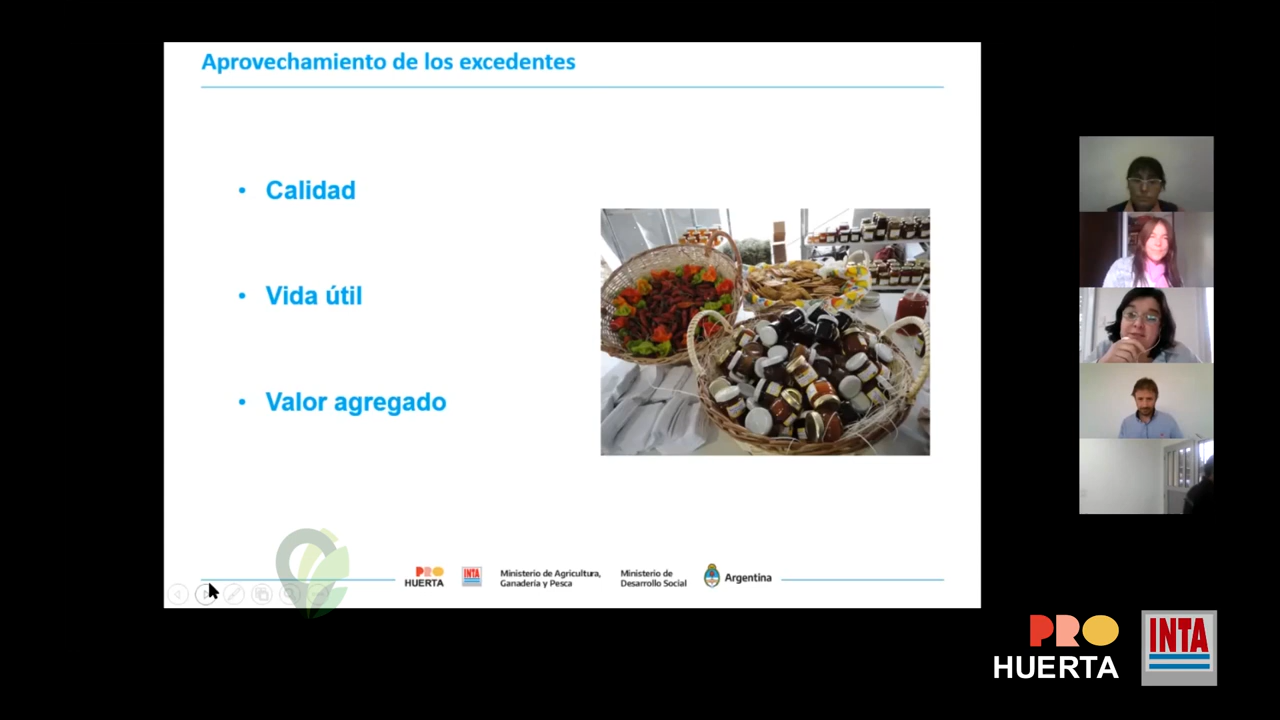 Aprovechamiento de los excedentes
• Calidad
• Vida útil
• Valor agregado
PRO
HUERTA
INTA
Ministerio de Agricultura,
Ganadería y Pesca
Ministerio de
Desarrollo Social
Argentina
PRO
HUERTA
INTA